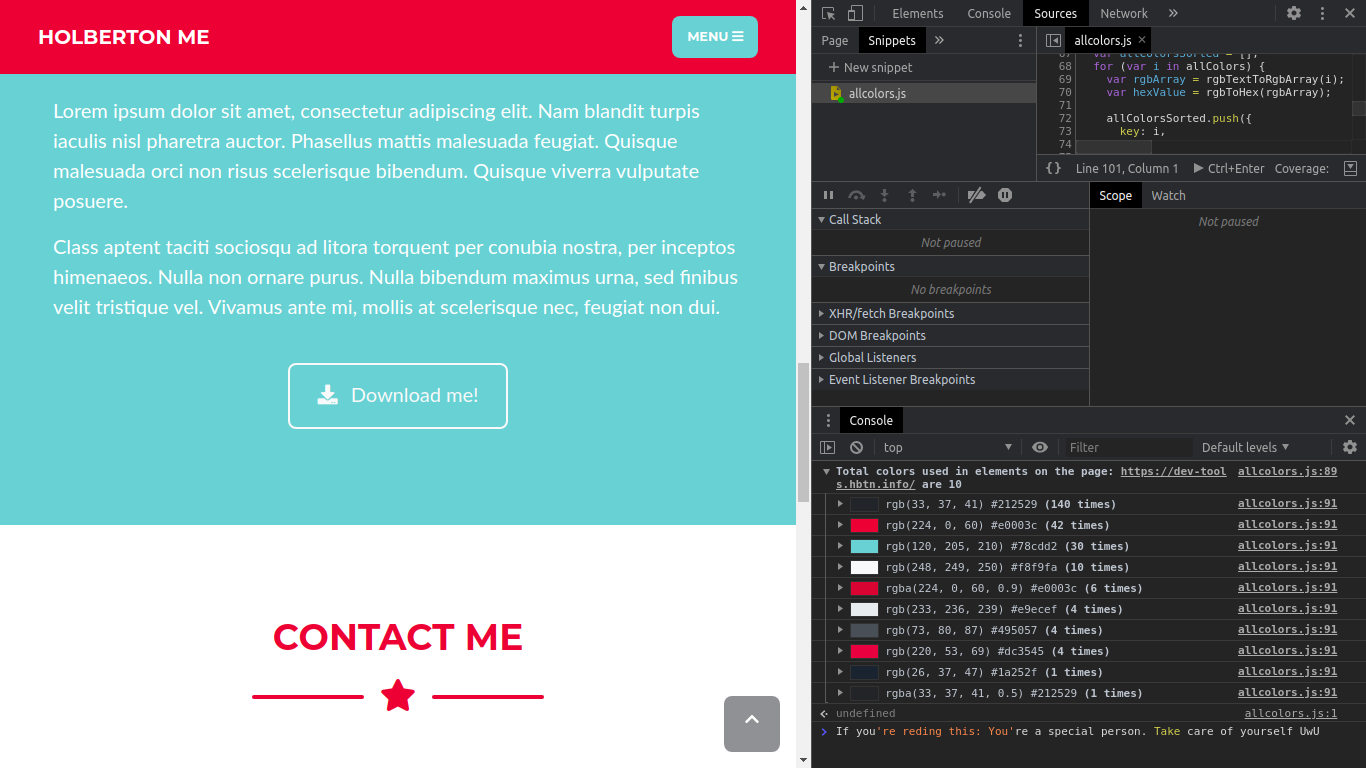 HOLBERTON ME
MENU
Lorem ipsum dolor sit amet, consectetur adipiscing elit. Nam blandit turpis
iaculis nisl pharetra auctor. Phasellus mattis malesuada feugiat. Quisque
malesuada orci non risus scelerisque bibendum. Quisque viverra vulputate
posuere.
Class aptent taciti sociosqu ad litora torquent per conubia nostra, per inceptos
himenaeos. Nulla non ornare purus. Nulla bibendum maximus urna, sed finibus
velit tristique vel. Vivamus ante mi, mollis at scelerisque nec, feugiat non dui.
Download me!
CONTACT ME
Elements Console Sources Network »
Page Snippets »
+ New snippet
allcolors.js
allcolors.js ×
67 var allColorsSorted = [];
68 for (var i in allColors) {
69 var rgbArray = rgbTextToRgbArray(i);
70 var hexValue = rgbToHex(rgbArray);
71
72 allColorsSorted.push({
73 key: i,
74
{} Line 101, Column 1 Ctrl+Enter Coverage:
Scope Watch
Not paused
Call Stack
Not paused
Breakpoints
No breakpoints
XHR/fetch Breakpoints
DOM Breakpoints
Global Listeners
Event Listener Breakpoints
Console
top Filter Default levels
Total colors used in elements on the page: https://dev-tool allcolors.js:89
s.hbtn.info/ are 10
rgb(33, 37, 41) #212529 (140 times) allcolors.js:91
rgb(224, 0, 60) #e0003c (42 times) allcolors.js:91
rgb(120, 205, 210) #78cdd2 (30 times) allcolors.js:91
rgb(248, 249, 250) #f8f9fa (10 times) allcolors.js:91
rgba(224, 0, 60, 0.9) #e0003c (6 times) allcolors.js:91
rgb(233, 236, 239) #e9ecef (4 times) allcolors.js:91
rgb(73, 80, 87) #495057 (4 times) allcolors.js:91
rgb(220, 53, 69) #dc3545 (4 times) allcolors.js:91
rgb(26, 37, 47) #1a252f (1 times) allcolors.js:91
rgba(33, 37, 41, 0.5) #212529 (1 times) allcolors.js:91
undefined allcolors.js:1
If you're reding this: You're a special person. Take care of yourself UwU